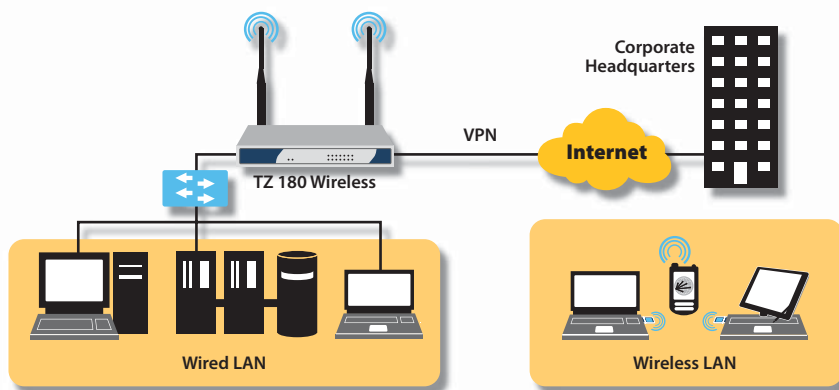 Corporate
Headquarters
VPN
Internet
TZ 180 Wireless
Wired LAN
Wireless LAN